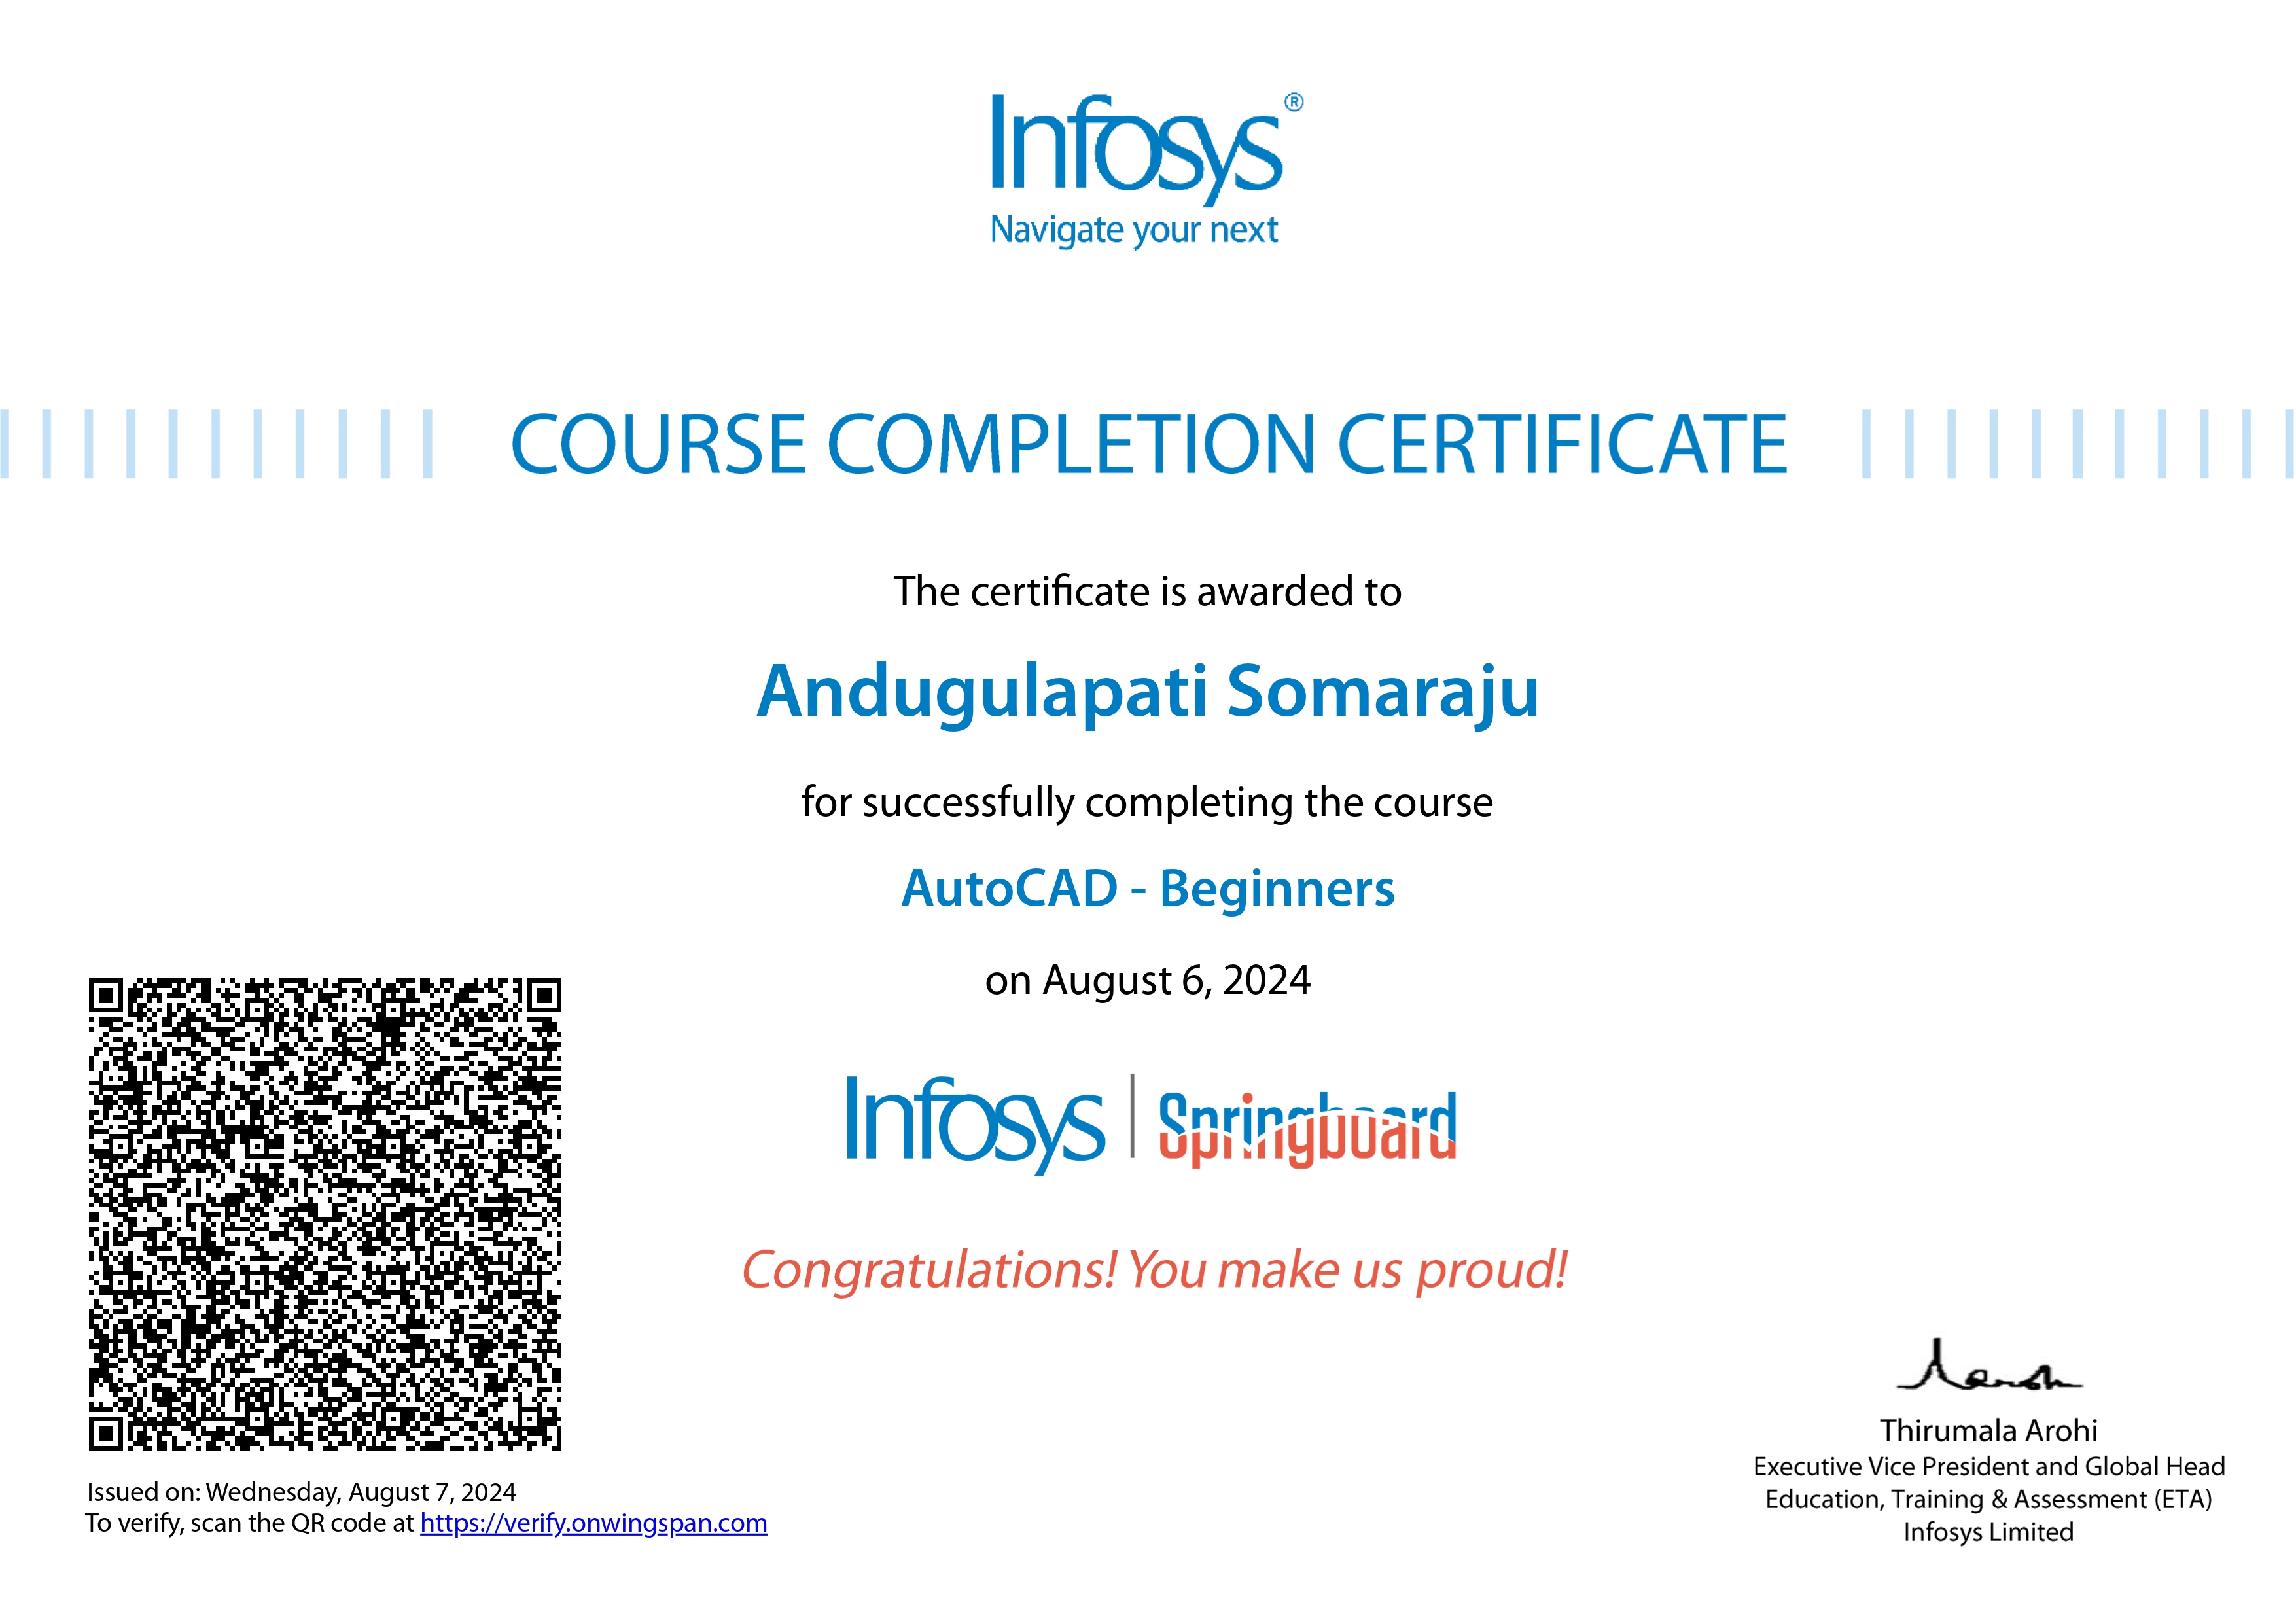 Infosys®
Navigate your next
COURSE COMPLETION CERTIFICATE
The certificate is awarded to
Andugulapati Somaraju
for successfully completing the course
AutoCAD - Beginners
on August 6, 2024
Infosys | Springboard
Congratulations! You make us proud!
Thirumala Arohi
Executive Vice President and Global Head
Education, Training & Assessment (ETA)
Infosys Limited
Issued on: Wednesday, August 7, 2024
To verify, scan the QR code at https://verify.onwingspan.com